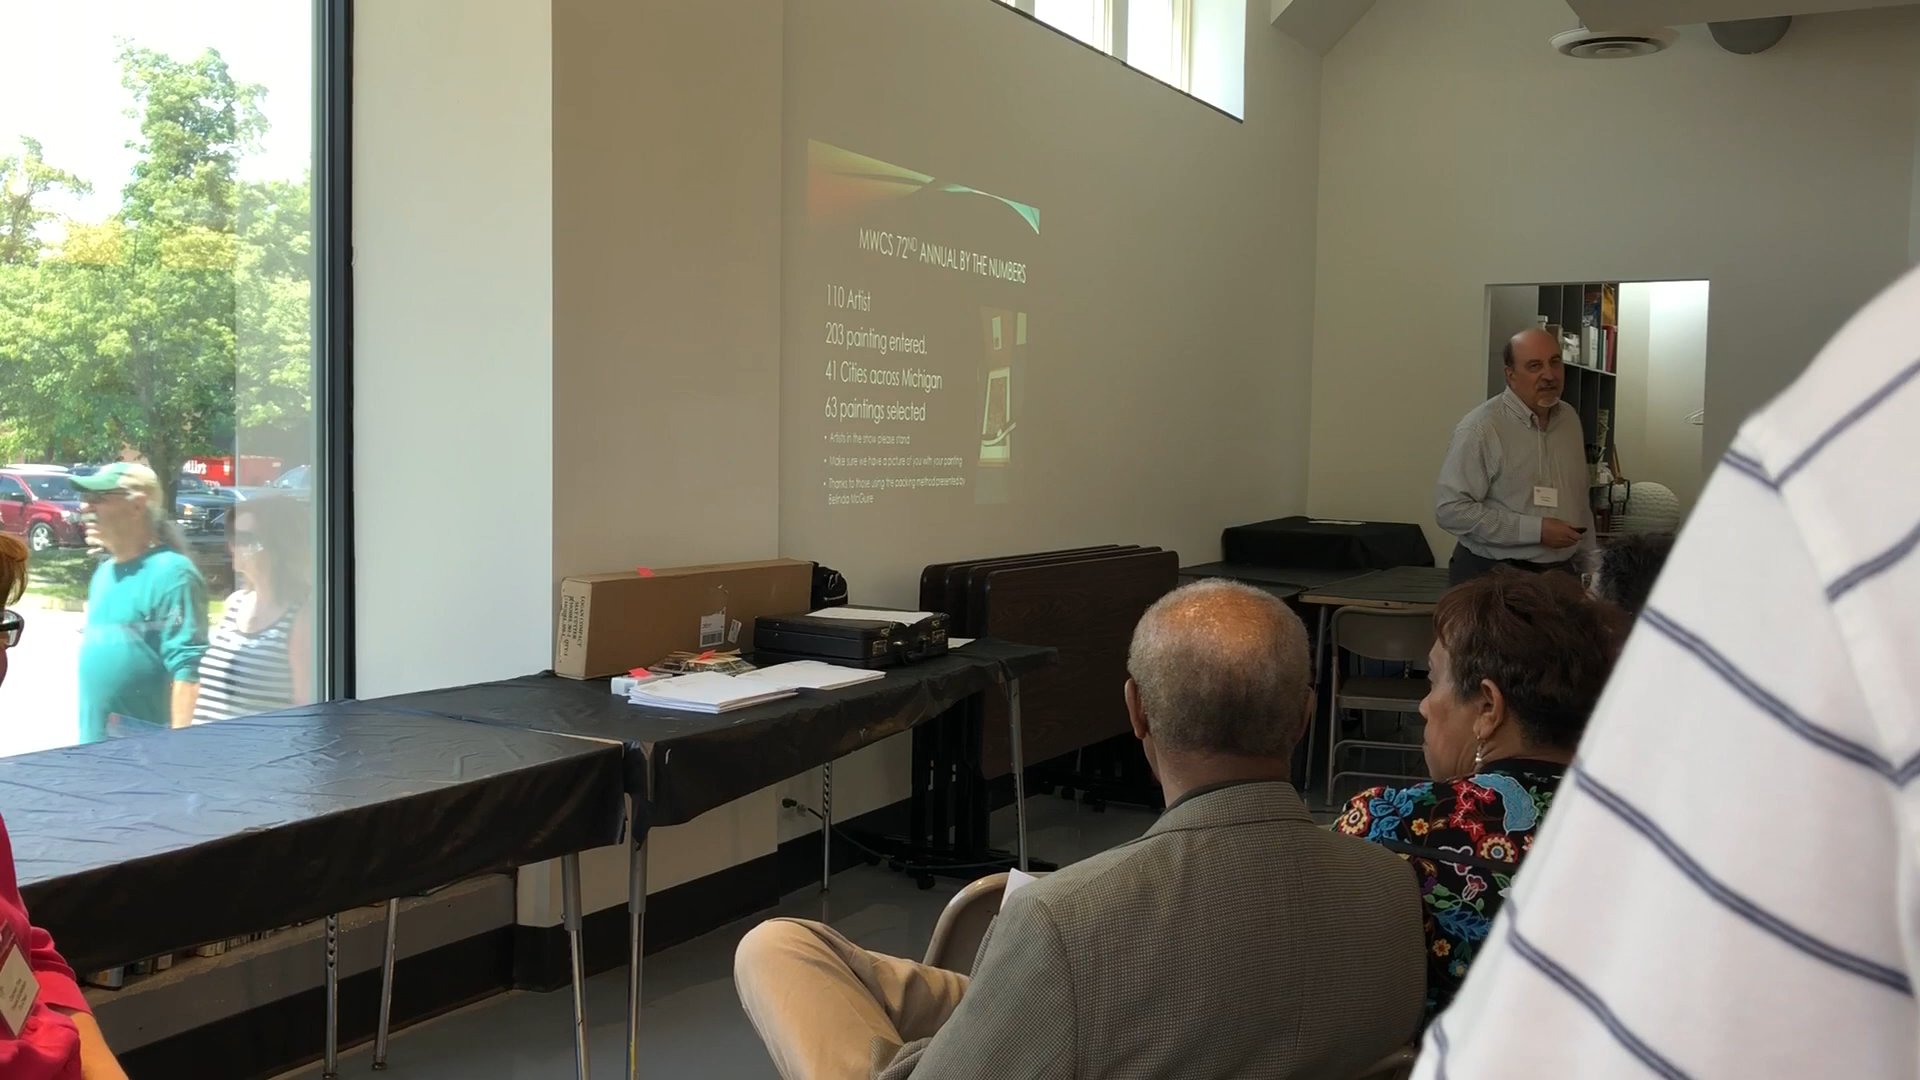 MWCS 72ND ANNUAL BY THE NUMBERS
110 Artist
203 painting entered.
41 Cities across Michigan
63 paintings selected
• Artists in the show please stand
• Make sure we have a picture of you with your painting
• Thanks to those using the packing method presented by
Belinda McGuire
LOGAN COMPACT